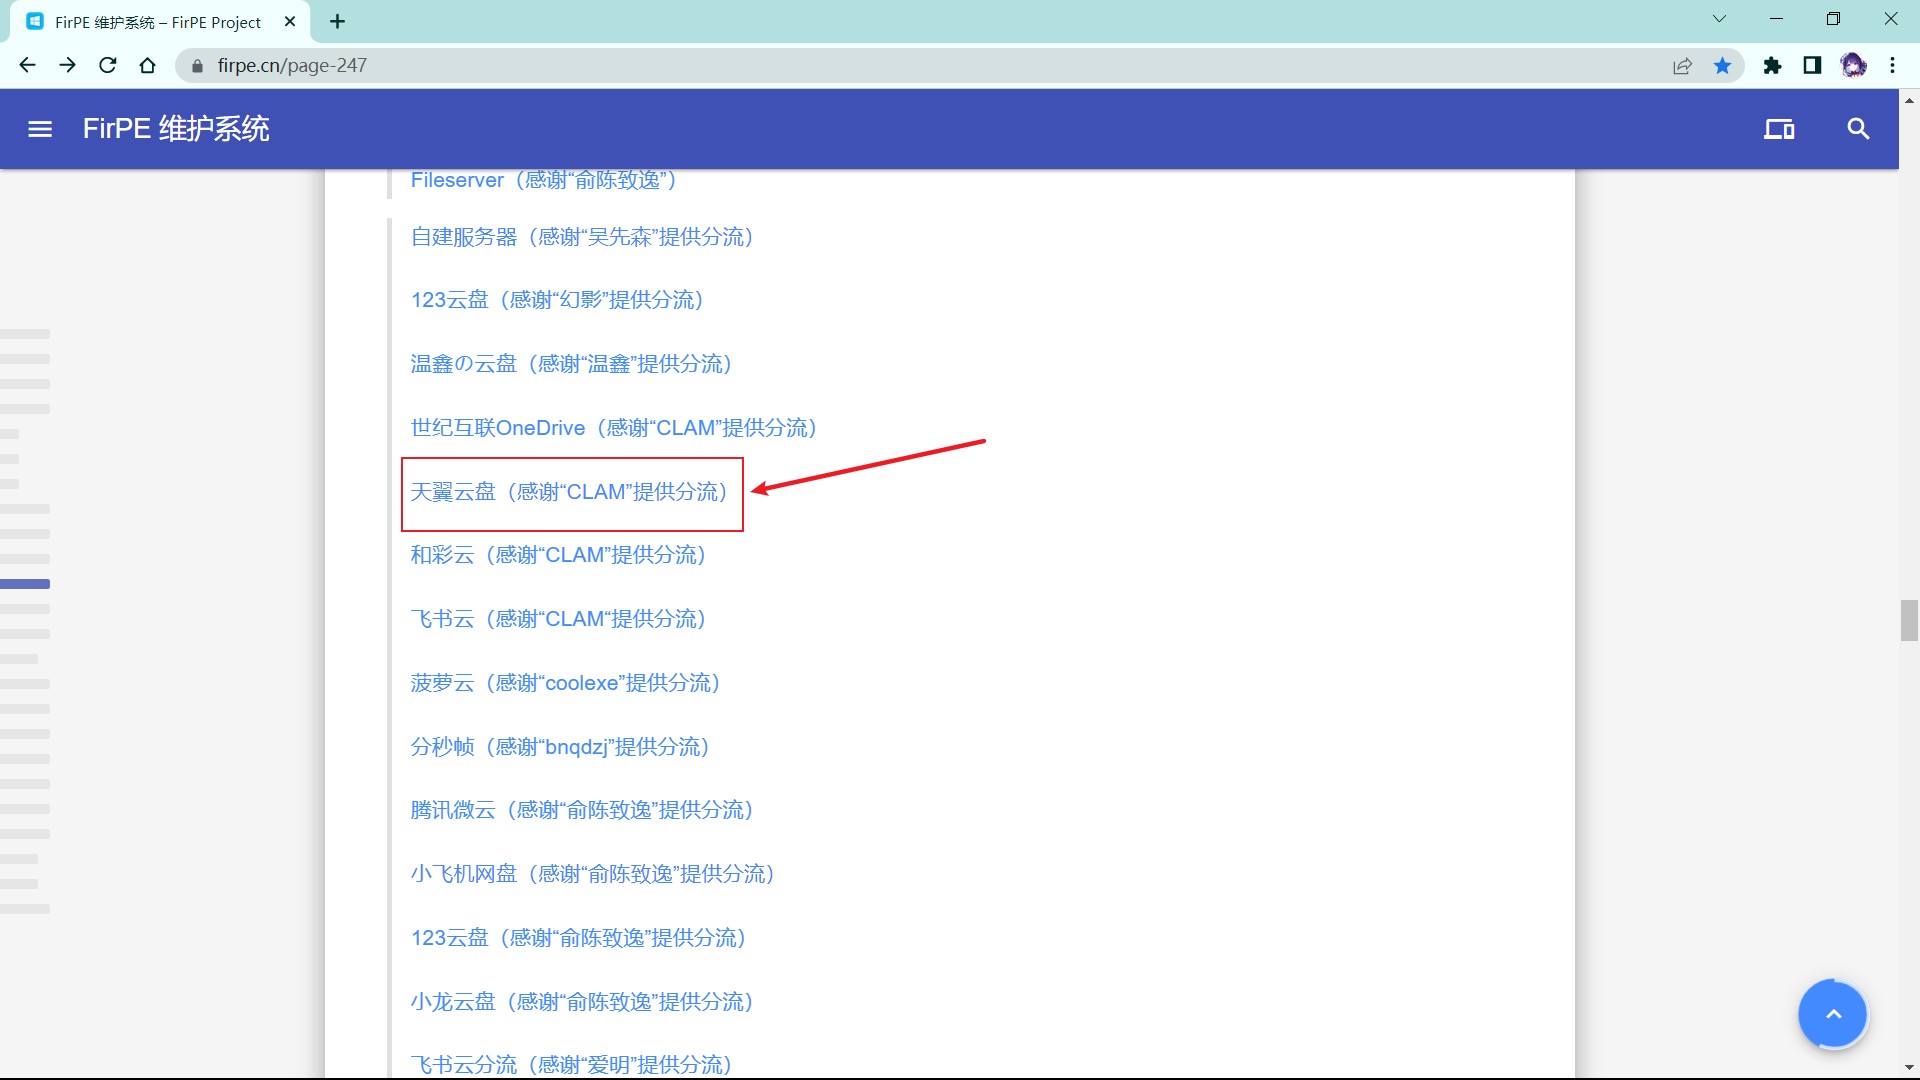 FirPE 维护系统 – FirPE Project
firpe.cn/page-247
FirPE 维护系统
Fileserver（感谢“俞陈致逸”）
自建服务器（感谢“吴先森”提供分流）
123云盘（感谢“幻影”提供分流）
温鑫の云盘（感谢“温鑫”提供分流）
世纪互联OneDrive（感谢“CLAM”提供分流）
天翼云盘（感谢“CLAM”提供分流）
和彩云（感谢“CLAM”提供分流）
飞书云（感谢“CLAM“提供分流）
菠萝云（感谢“coolexe”提供分流）
分秒帧（感谢“bnqdzj”提供分流）
腾讯微云（感谢“俞陈致逸”提供分流）
小飞机网盘（感谢“俞陈致逸”提供分流）
123云盘（感谢“俞陈致逸”提供分流）
小龙云盘（感谢“俞陈致逸”提供分流）
飞书云分流（感谢“爱明”提供分流）